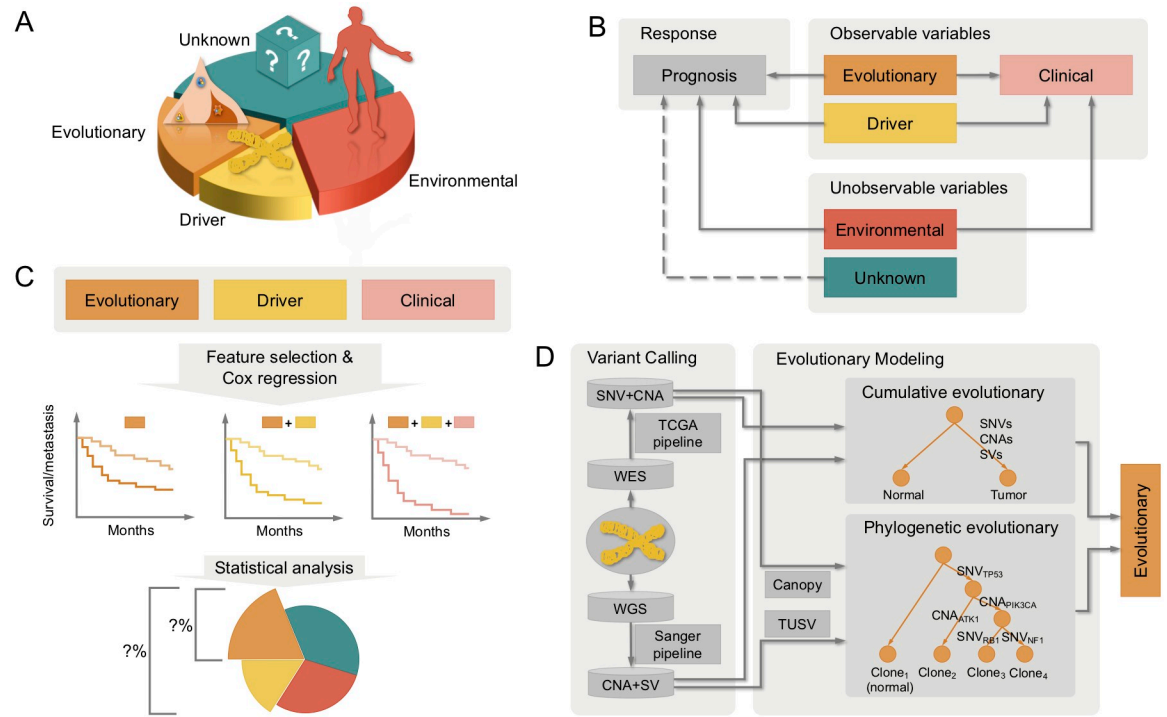 A
Unknown
? ? ?
Evolutionary
Driver
Environmental
B
Response
Observable variables
Prognosis
Evolutionary
Clinical
Driver
Unobservable variables
Environmental
Unknown
C
Evolutionary
Driver
Clinical
Feature selection &
Cox regression
Survival/metastasis
+
+ +
Months
Months
Months
Statistical analysis
?%
?%
D
Variant Calling
Evolutionary Modeling
SNV+CNA
TCGA
pipeline
WES
WGS
Sanger
pipeline
CNA+SV
Canopy
TUSV
Cumulative evolutionary
SNVs
CNAs
SVs
Normal
Tumor
Phylogenetic evolutionary
SNVTP53
CNAPIK3CA
CNAATK1
SNVRB1
SNVNF1
Clone1
(normal)
Clone2
Clone3
Clone4
Evolutionary